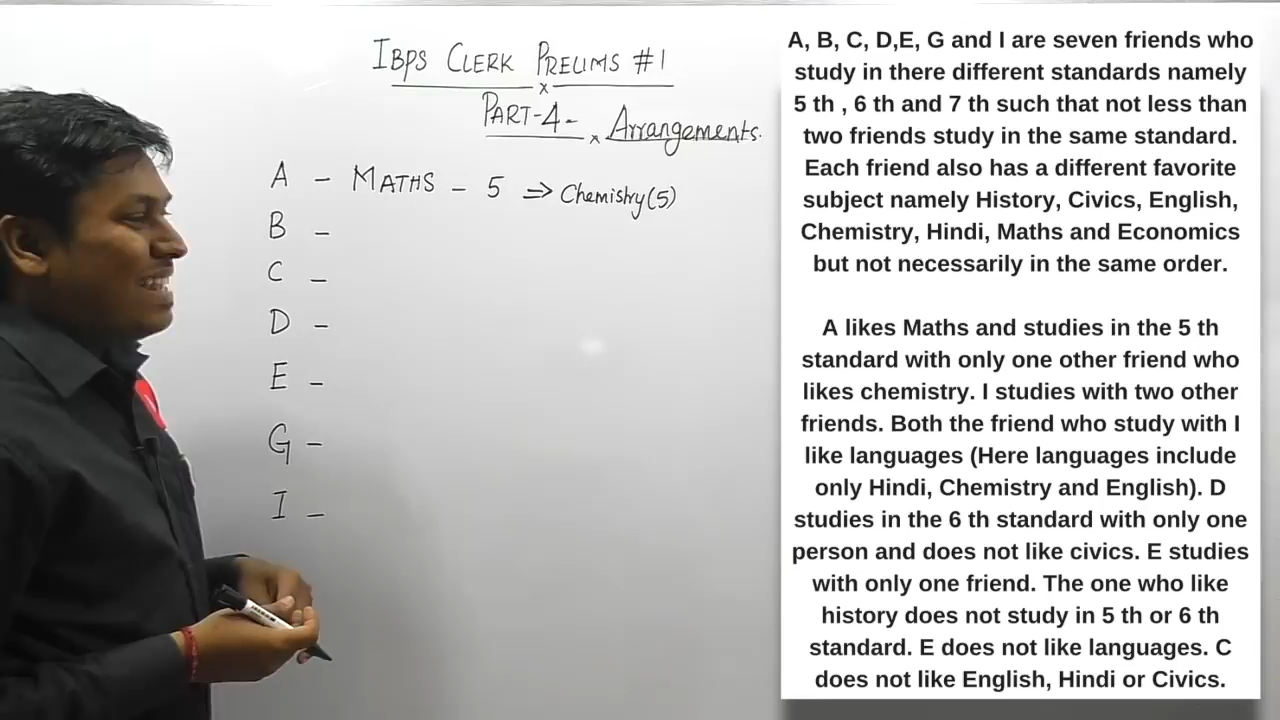 IBPS CLERK PRELIMS #1
x
PART-4- x Arrangements.
A - MATHS - 5 => Chemistry(5)
B -
C -
D -
E -
G -
I -
A, B, C, D,E, G and I are seven friends who
study in there different standards namely
5 th , 6 th and 7 th such that not less than
two friends study in the same standard.
Each friend also has a different favorite
subject namely History, Civics, English,
Chemistry, Hindi, Maths and Economics
but not necessarily in the same order.
A likes Maths and studies in the 5 th
standard with only one other friend who
likes chemistry. I studies with two other
friends. Both the friend who study with I
like languages (Here languages include
only Hindi, Chemistry and English). D
studies in the 6 th standard with only one
person and does not like civics. E studies
with only one friend. The one who like
history does not study in 5 th or 6 th
standard. E does not like languages. C
does not like English, Hindi or Civics.